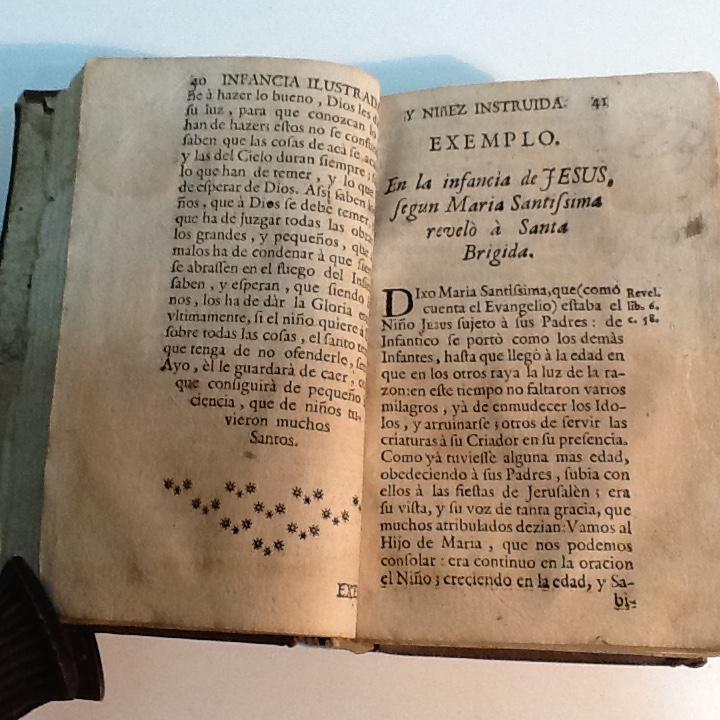 40 INFANCIA ILUSTRADA
se à hazer lo bueno, Dios les dà
ſu luz, para que conozcan lo
han de hazer; eſtos no ſe
ſaben que las coſas de acà ſe
y las del Cielo duran ſiempre;
lo que han de temer, y lo que
de eſperar de Dios. Aſsi ſaben
ños, que à Dios ſe debe temer,
que ha de juzgar todas las
los grandes, y pequeños, que
malos ha de condenar à que
ſe abraſſen en el fuego del
ſaben, y eſperan, que ſiendo
nos, los ha de dàr la Gloria
vltimamente, ſi el niño quiere
ſobre todas las coſas, el ſanto
que tenga de no ofenderle,
Ayo, èl le guardarà de caer;
que conſiguirà de pequeño
ciencia, que de niños tu-
vieron muchos
Santos.
Y NIÑEZ INSTRUIDA. 41
EXEMPLO.
En la infancia de JESUS,
ſegun Maria Santiſsima
revelò à Santa
Brigida.
DIxo Maria Santiſsima, que (como
cuenta el Evangelio) eſtaba el
Niño Jesus ſujeto à ſus Padres: de
Infantico ſe portò como los demàs
Infantes, haſta que llegò à la edad en
que en los otros raya la luz de la ra-
zon: en eſte tiempo no faltaron varios
milagros, yà de enmudecer los Ido-
los, y arruinarſe; otros de ſervir las
criaturas à ſu Criador en ſu preſencia.
Como yà tuvieſſe alguna mas edad,
obedeciendo à ſus Padres, ſubia con
ellos à las fieſtas de Jeruſalèn; era
ſu viſta, y ſu voz de tanta gracia, que
muchos atribulados dezian: Vamos al
Hijo de Maria, que nos podemos
conſolar: era continuo en la oracion
el Niño; creciendo en la edad, y Sa-
bi-
Revel.
lib. 6.
c. 58.